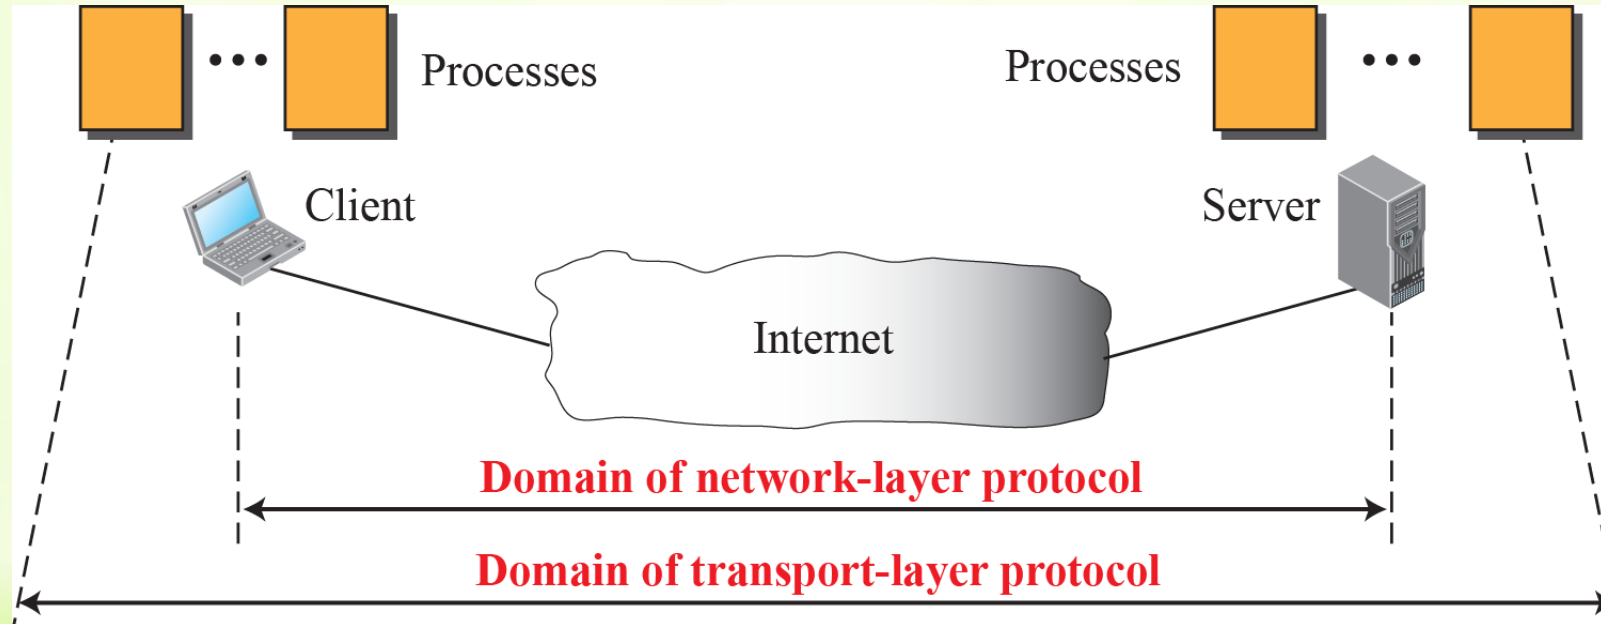 Processes
Processes
Client
Server
Internet
Domain of network-layer protocol
Domain of transport-layer protocol